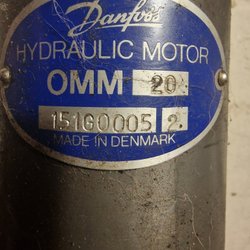 Danfoss
HYDRAULIC MOTOR
OMM 20
151G0005 2
MADE IN DENMARK